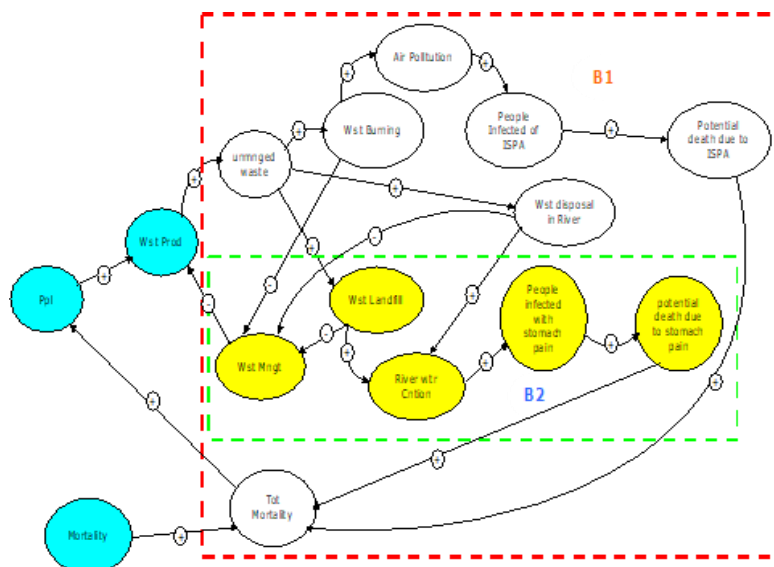 Air Polltution
+
+
B1
+
Wst Burning
People
Infected of
ISPA
+
Potential
death due to
ISPA
unmnged
waste
+
+
Wst disposal
in River
Wst Prod
-
+
+
Ppl
-
-
Wst Landfill
+
People
infected
with
stomach
pain
potential
death due
to stomach
pain
Wst Mngt
-
+
River wtr
Cntion
+
+
B2
+
+
+
Tot
Mortality
Mortality
+